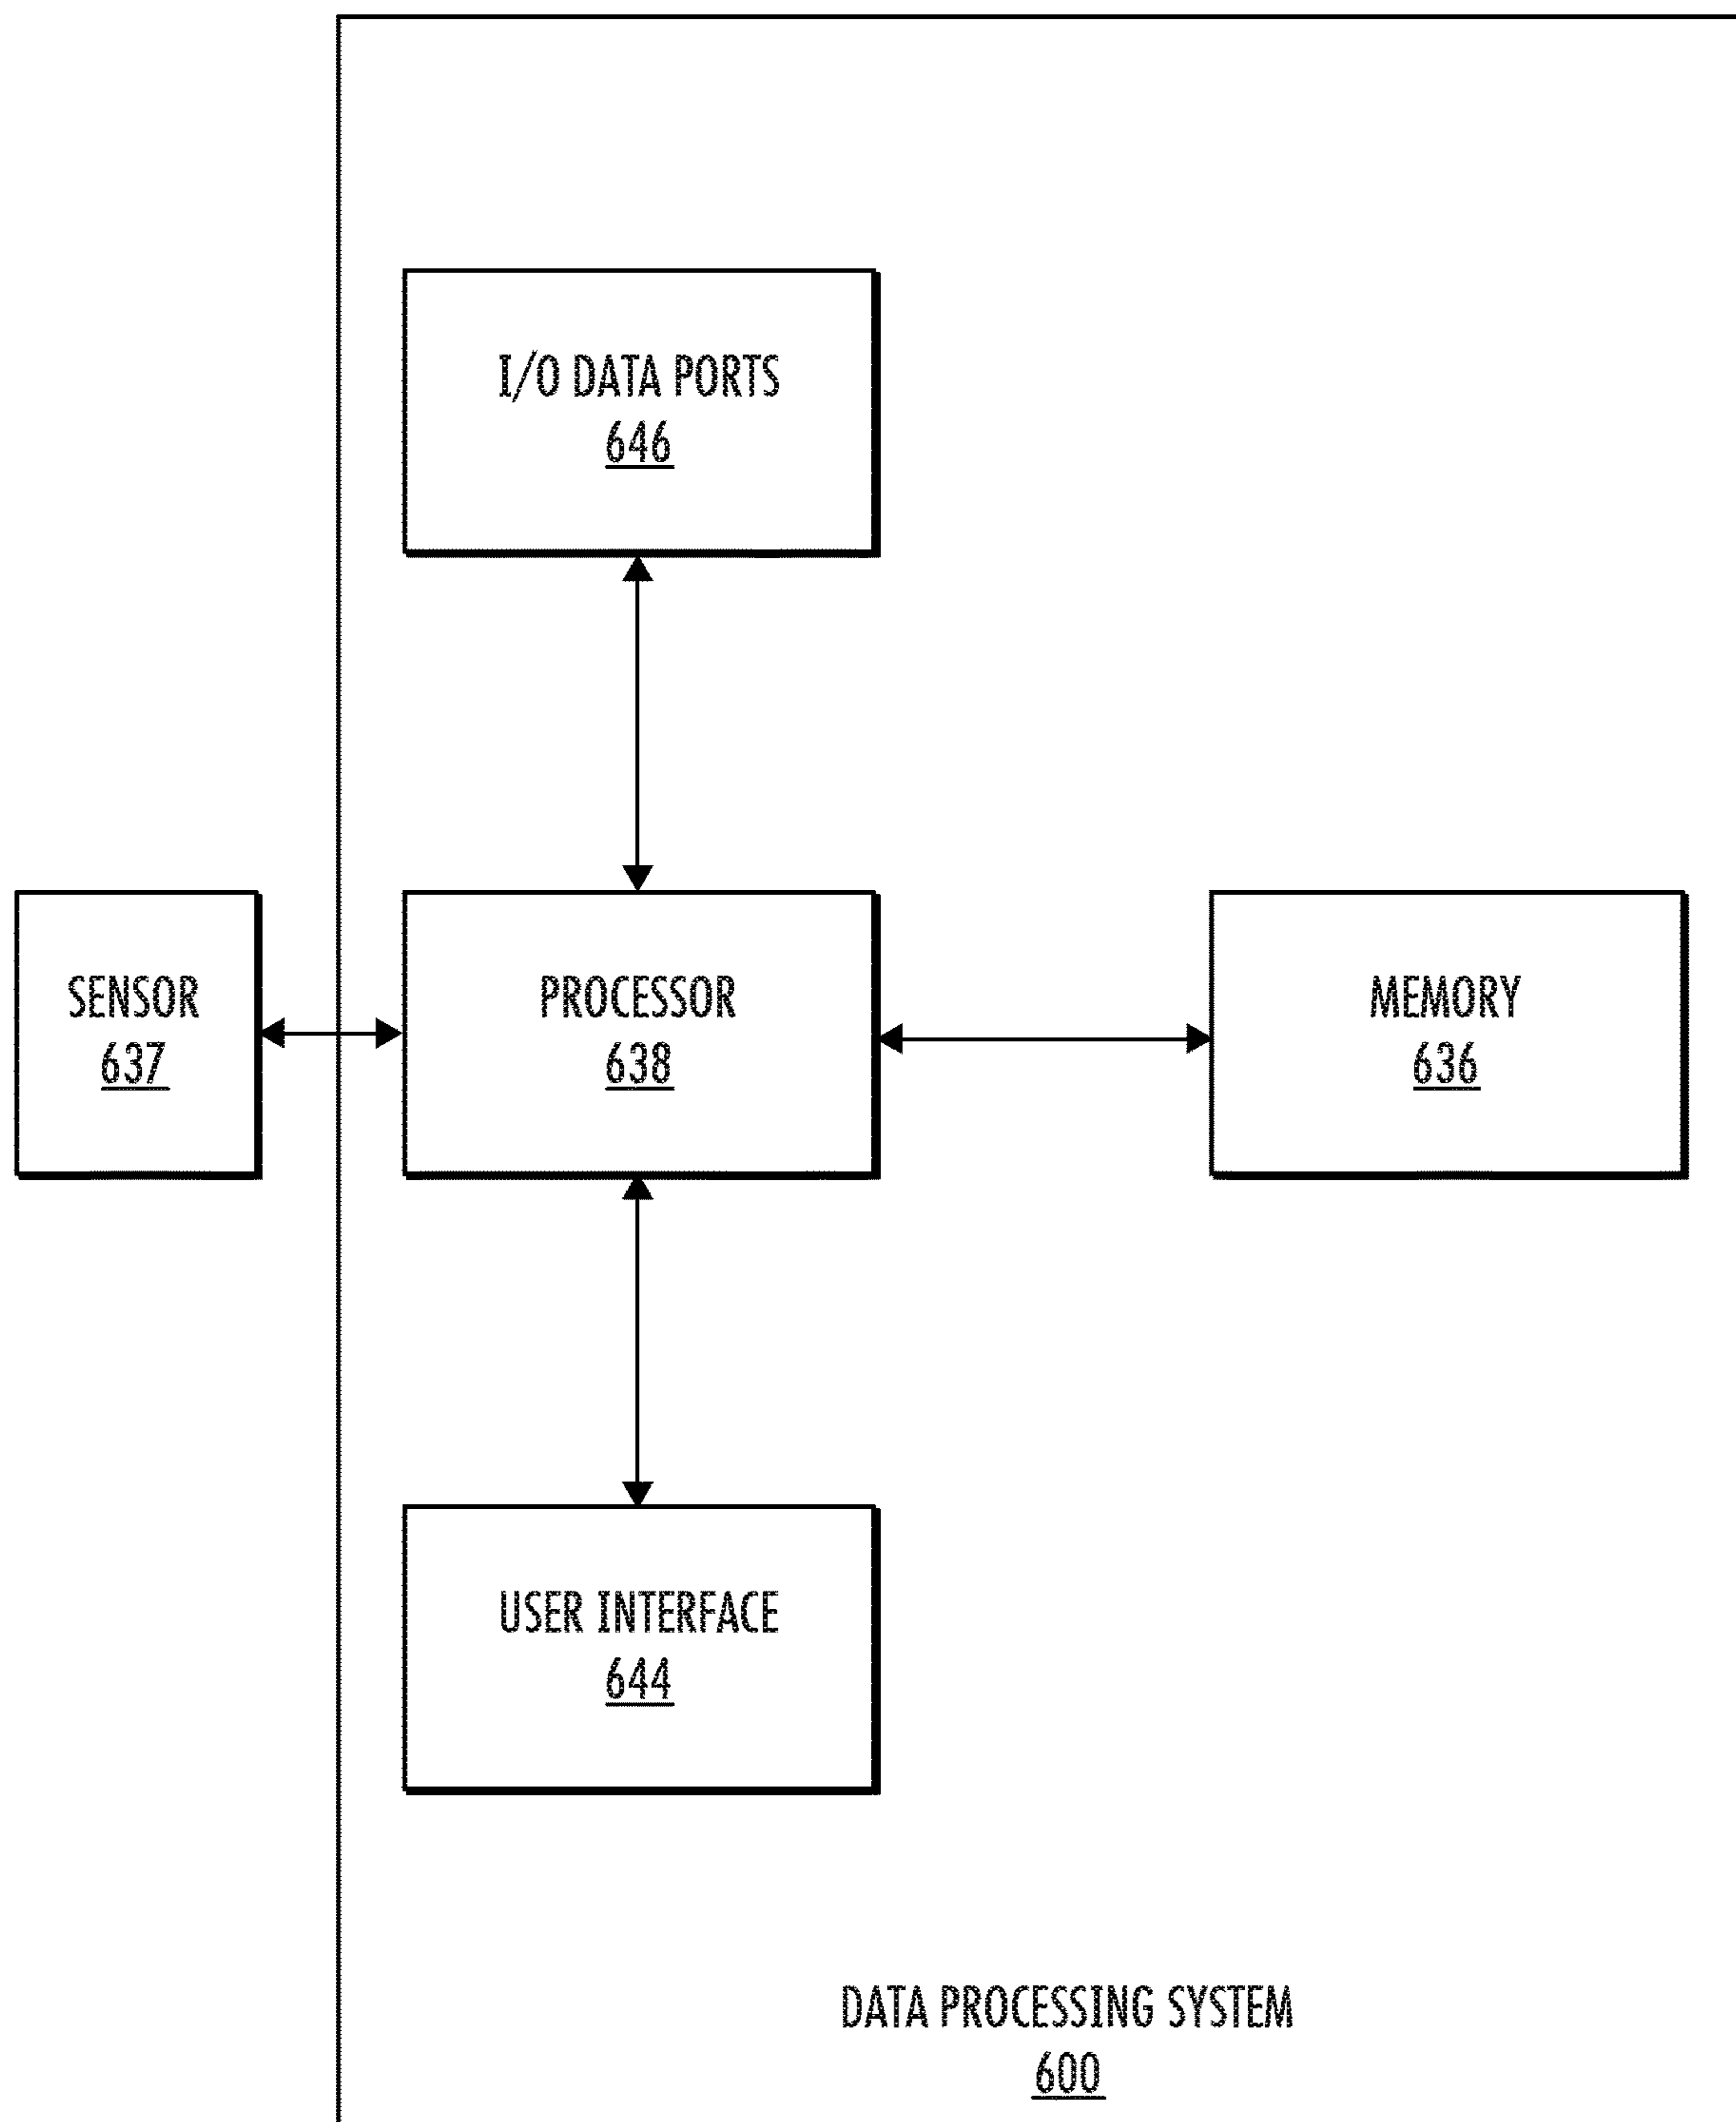 I/O DATA PORTS
646
SENSOR
637
PROCESSOR
638
MEMORY
636
USER INTERFACE
644
DATA PROCESSING SYSTEM
600